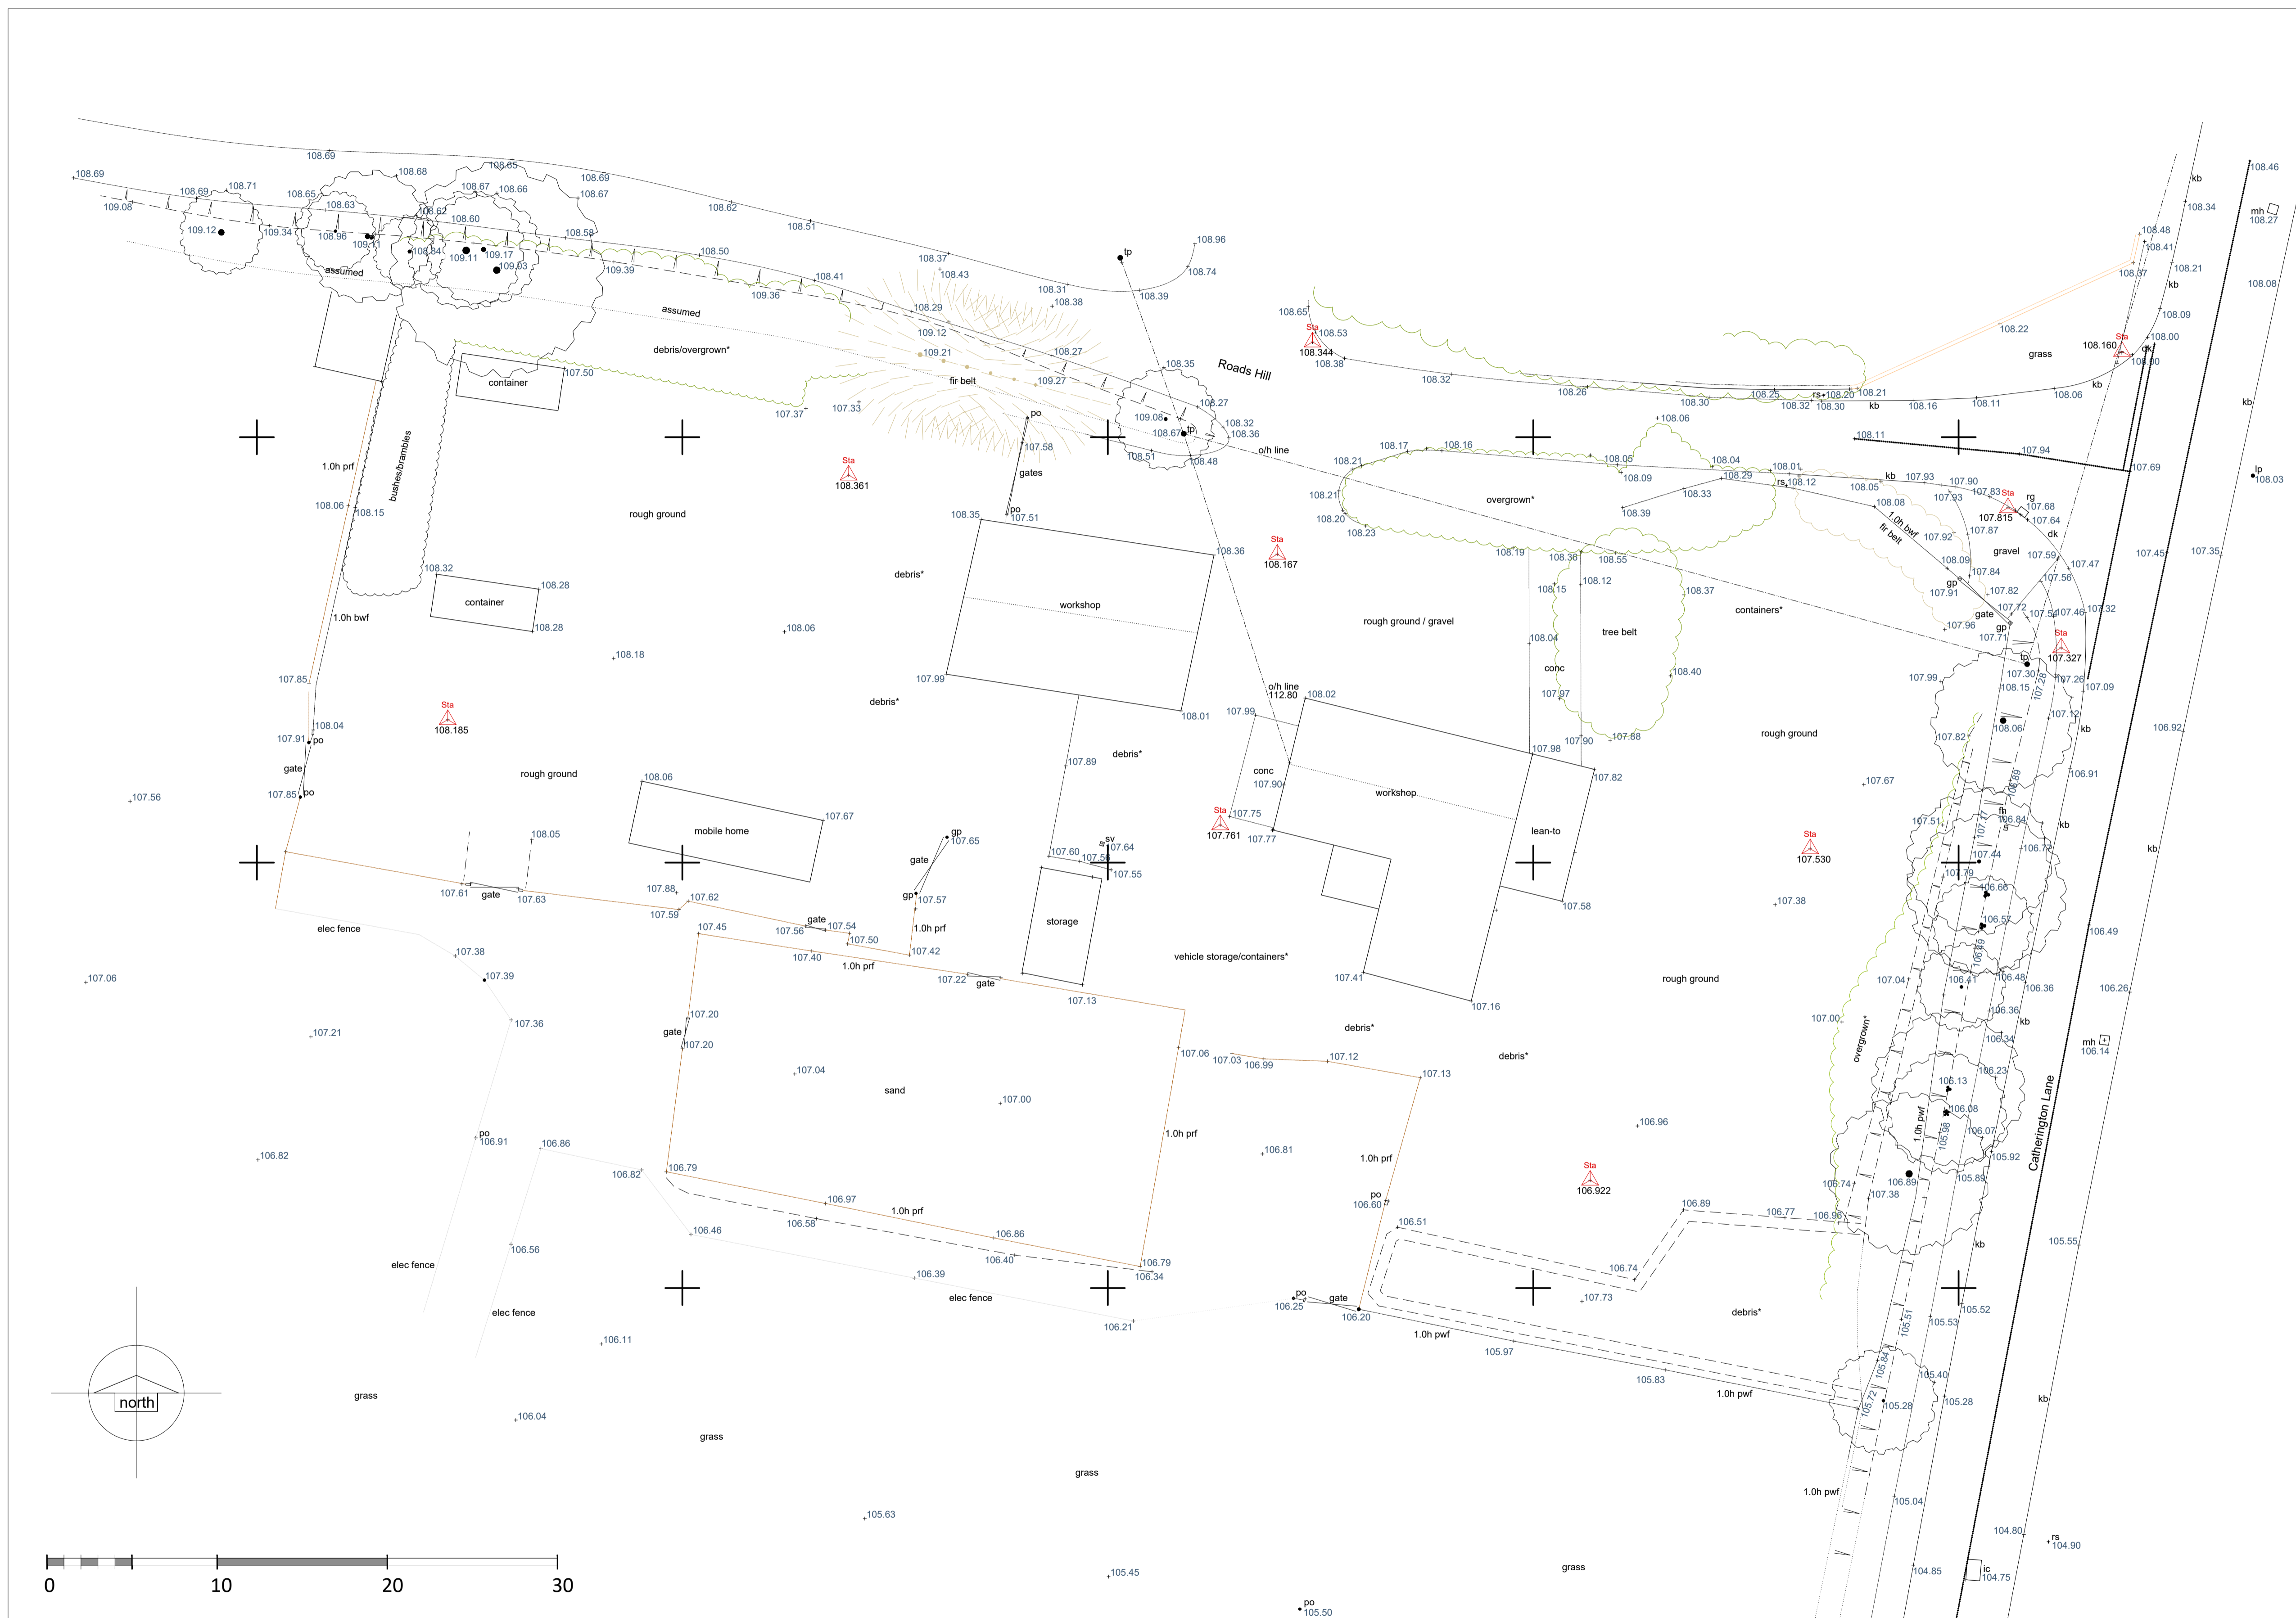 108.69
108.65
108.69
108.69
108.71
108.68
108.67
108.66
108.67
108.69
108.65
108.63
108.62
108.60
108.58
108.62
108.51
109.08
109.12
109.34
108.96
109.11
108.84
109.11
109.17
109.03
108.50
assumed
109.39
108.41
108.37
108.43
109.36
108.96
108.74
tp
108.31
108.39
108.38
assumed
108.29
109.12
109.21
108.27
109.27
fir belt
debris/overgrown*
container
107.50
107.37
107.33
108.35
108.27
109.08
108.32
108.36
108.67
tp
108.51
108.48
po
107.58
gates
po
107.51
Roads Hill
o/h line
108.65
Sta
108.53
108.344
108.38
108.32
108.26
108.30
108.25
108.32
rs
108.20
108.21
108.30
kb
108.16
108.11
108.06
kb
108.22
grass
108.48
108.41
108.37
kb
108.34
108.21
kb
108.09
108.00
Sta
108.160
dk
108.00
108.46
mh
108.27
108.08
kb
lp
108.03
108.06
108.11
107.94
107.69
1.0h prf
bushes/brambles
108.06
108.15
Sta
108.361
rough ground
108.35
108.36
Sta
108.167
108.17
108.16
108.21
108.21
108.20
108.23
overgrown*
108.05
108.09
108.04
108.01
108.29
108.33
108.39
rs
108.12
108.05
kb
107.93
107.90
107.93
107.83
108.08
1.0h bwf
fir belt
Sta
107.815
rg
107.68
107.64
dk
107.87
107.92
gravel
107.59
108.09
107.84
107.47
107.56
107.45
107.35
108.19
108.36
108.55
108.15
108.12
108.37
containers*
gp
107.91
107.82
107.72
gate
107.54
107.46
107.32
gp
107.96
107.71
Sta
107.327
tp
107.30
107.26
107.09
108.32
108.28
container
108.28
debris*
workshop
108.06
rough ground / gravel
tree belt
1.0h bwf
108.18
108.04
conc
107.97
108.40
107.99
108.15
107.28
107.85
107.99
debris*
108.01
o/h line
112.80
108.02
107.99
Sta
108.185
108.04
107.91
po
gate
107.85
po
107.56
rough ground
108.06
mobile home
107.67
107.89
debris*
conc
107.90
107.75
Sta
107.761
107.77
workshop
107.98
107.90
107.88
107.82
rough ground
107.67
lean-to
107.82
108.06
107.12
kb
106.91
106.92
106.89
fh
106.84
107.51
107.77
kb
106.77
107.44
kb
107.79
106.66
106.57
106.49
106.49
108.05
107.61
gate
107.63
107.88
107.62
107.59
gate
107.56
107.54
107.50
107.42
gp
107.65
gate
gp
107.57
1.0h prf
107.60
107.56
sv
107.64
107.55
storage
107.13
107.58
107.38
Sta
107.530
elec fence
107.38
107.39
107.06
107.21
107.36
107.45
107.40
1.0h prf
107.22
gate
vehicle storage/containers*
107.41
107.16
rough ground
107.04
107.00
106.48
106.41
106.36
106.36
106.26
kb
mh
106.14
107.20
gate
107.20
107.04
sand
107.00
107.06
107.03
106.99
debris*
107.12
107.13
debris*
overgrown*
106.34
106.23
106.13
106.08
106.07
105.98
1.0h pwf
105.92
105.89
Catherington Lane
106.82
po
106.91
106.86
106.82
106.79
1.0h prf
106.81
1.0h prf
106.96
Sta
106.922
po
106.60
106.74
106.89
107.38
106.97
1.0h prf
106.58
106.46
106.86
106.40
106.79
106.34
106.51
106.89
106.77
106.96
kb
105.55
elec fence
106.56
106.39
elec fence
elec fence
106.74
107.73
debris*
106.11
106.21
po
106.25
gate
106.20
1.0h pwf
105.97
105.83
1.0h pwf
105.52
105.53
105.51
105.84
105.40
105.28
105.28
105.72
kb
north
grass
106.04
grass
grass
1.0h pwf
105.04
105.63
104.80
rs
104.90
105.45
grass
104.85
ic
104.75
po
105.50
0
10
20
30